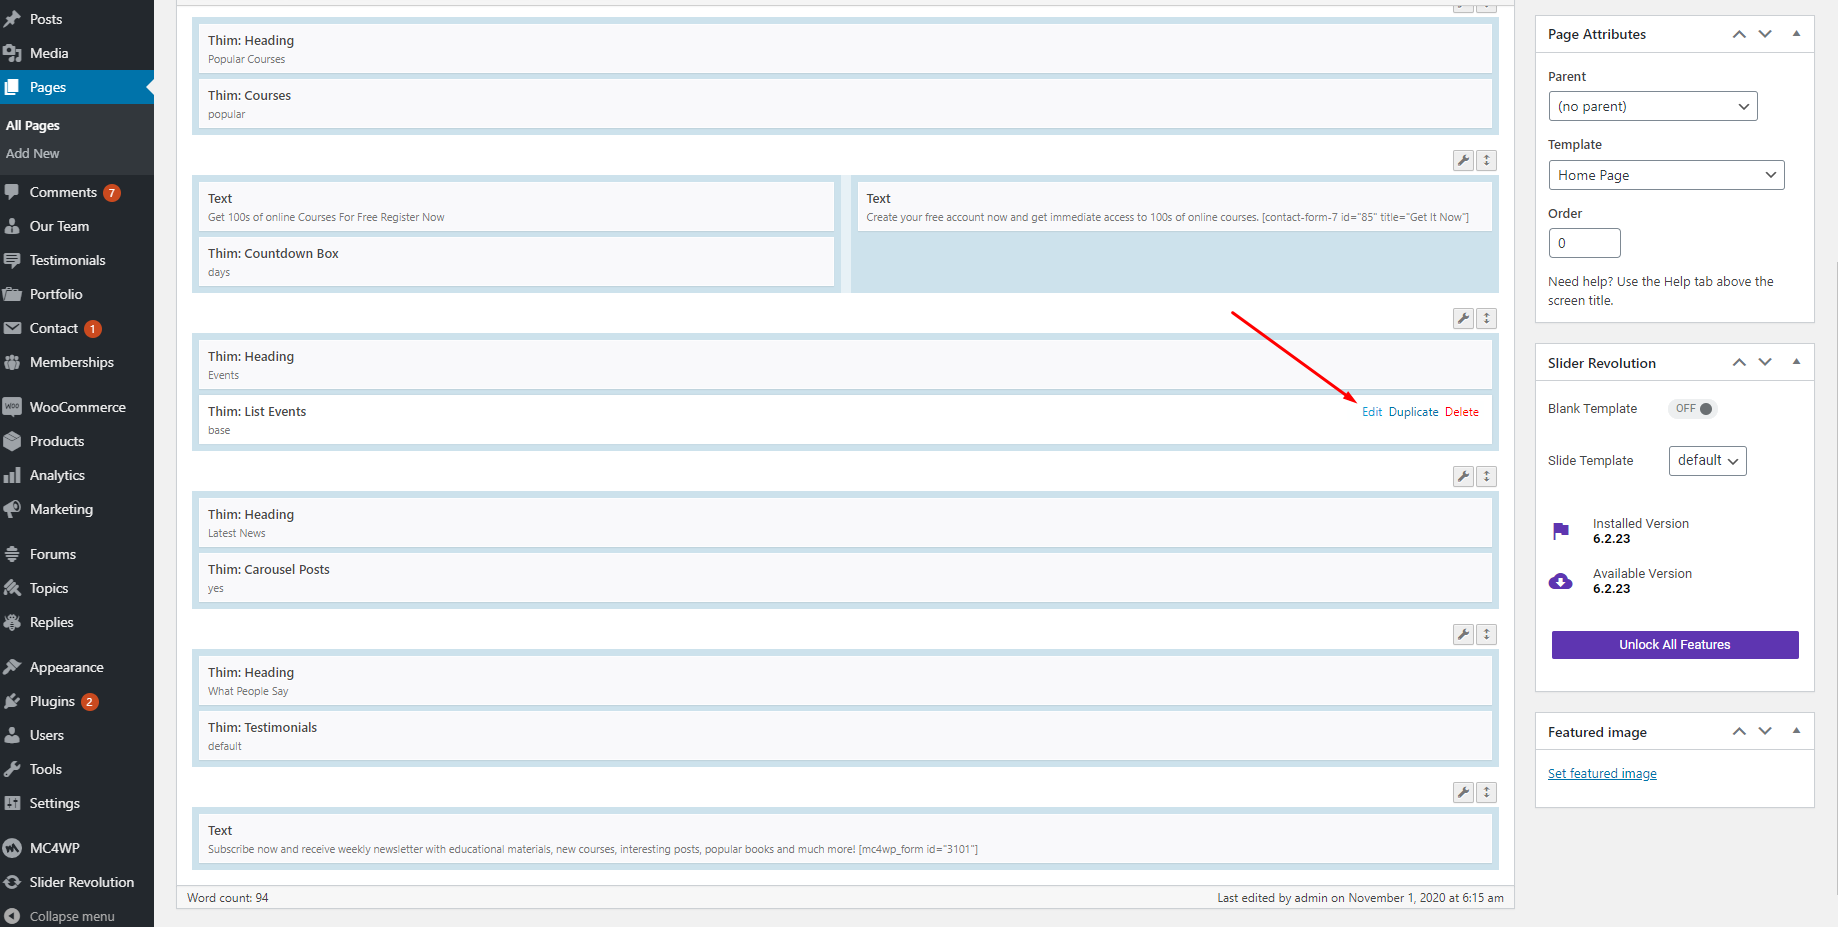 Posts
Media
Pages
All Pages
Add New
Comments 7
Our Team
Testimonials
Portfolio
Contact 1
Memberships
WooCommerce
Products
Analytics
Marketing
Forums
Topics
Replies
Appearance
Plugins 2
Users
Tools
Settings
MC4WP
Slider Revolution
Collapse menu
Thim: Heading
Popular Courses
Thim: Courses
popular
Text
Get 100s of online Courses For Free Register Now
Thim: Countdown Box
days
Text
Create your free account now and get immediate access to 100s of online courses. [contact-form-7 id="85" title="Get It Now"]
Thim: Heading
Events
Thim: List Events
base
Edit Duplicate Delete
Thim: Heading
Latest News
Thim: Carousel Posts
yes
Thim: Heading
What People Say
Thim: Testimonials
default
Text
Subscribe now and receive weekly newsletter with educational materials, new courses, interesting posts, popular books and much more! [mc4wp_form id="3101"]
Word count: 94
Last edited by admin on November 1, 2020 at 6:15 am
Page Attributes
Parent
(no parent)
Template
Home Page
Order
0
Need help? Use the Help tab above the
screen title.
Slider Revolution
Blank Template OFF
Slide Template default
Installed Version
6.2.23
Available Version
6.2.23
Unlock All Features
Featured image
Set featured image